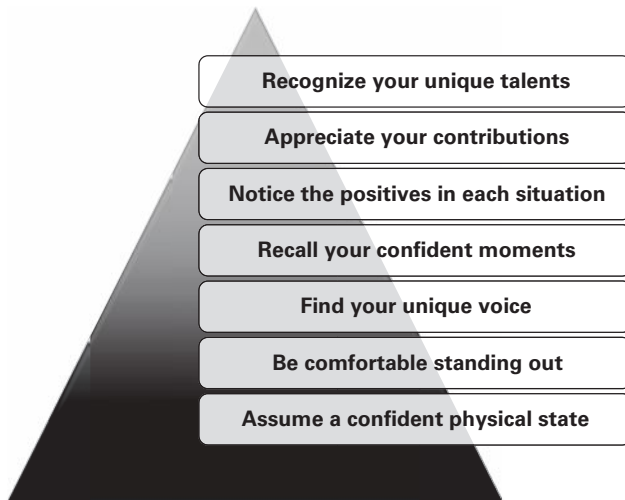 Recognize your unique talents
Appreciate your contributions
Notice the positives in each situation
Recall your confident moments
Find your unique voice
Be comfortable standing out
Assume a confident physical state